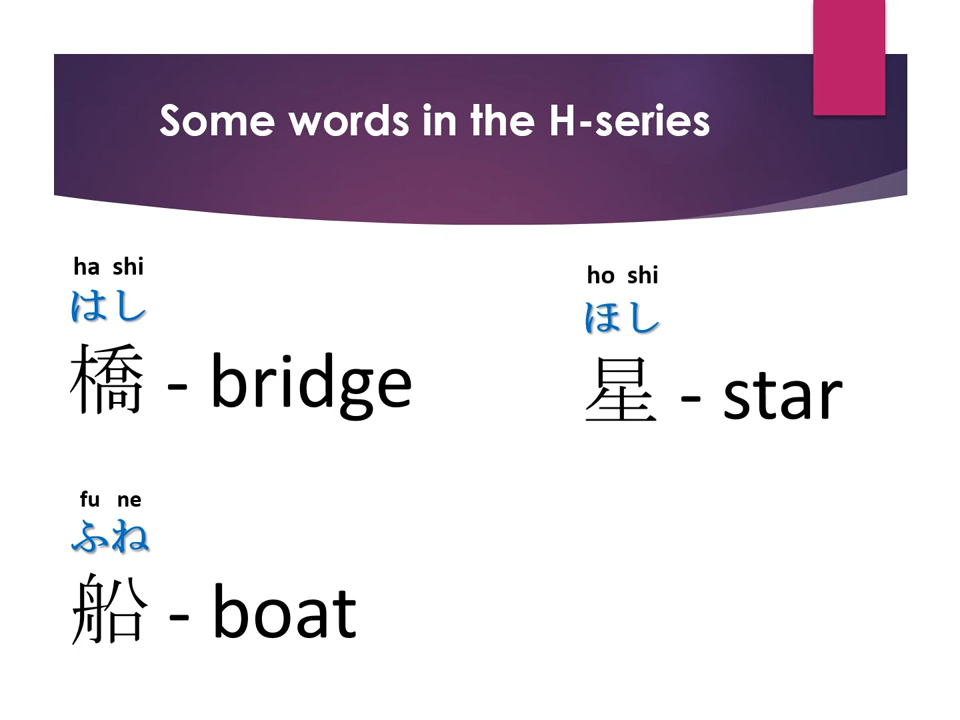 Some words in the H-series
ha shi
はし
橋 - bridge
ho shi
ほし
星 - star
fu ne
ふね
船 - boat